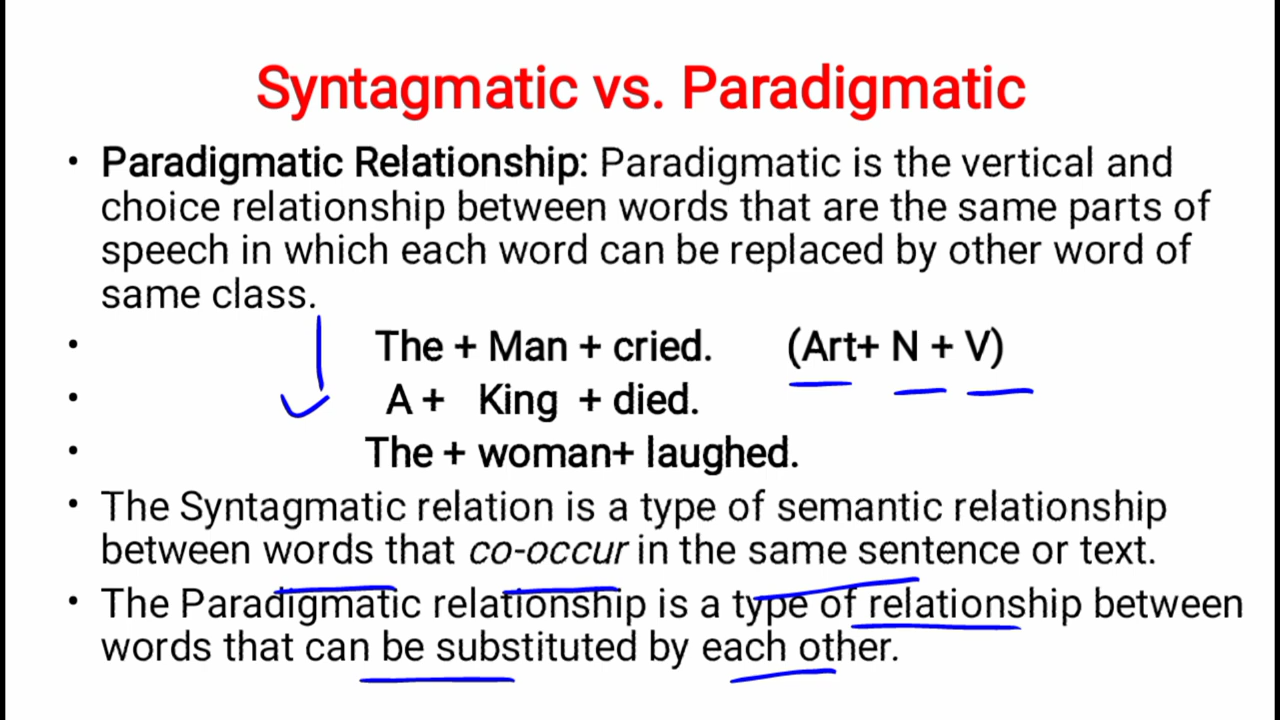 Syntagmatic vs. Paradigmatic
• Paradigmatic Relationship: Paradigmatic is the vertical and
choice relationship between words that are the same parts of
speech in which each word can be replaced by other word of
same class.
• The + Man + cried. (Art+ N + V)
• A + King + died.
• The + woman+ laughed.
• The Syntagmatic relation is a type of semantic relationship
between words that co-occur in the same sentence or text.
• The Paradigmatic relationship is a type of relationship between
words that can be substituted by each other.